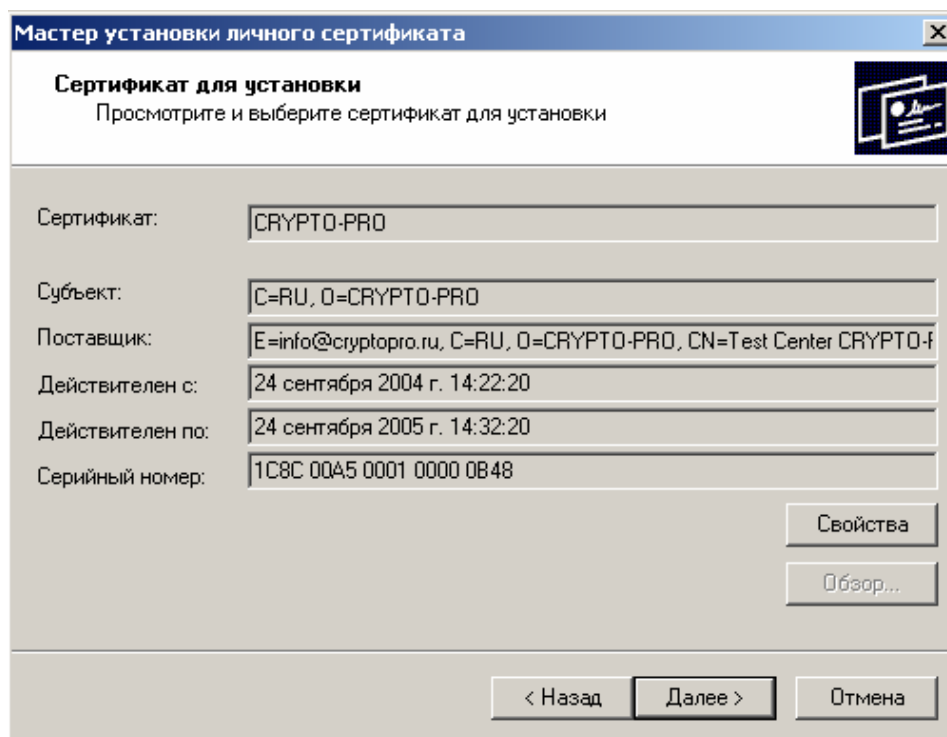 Мастер установки личного сертификата
Сертификат для установки
Просмотрите и выберите сертификат для установки
Сертификат: CRYPTO-PRO
Субъект: C=RU, O=CRYPTO-PRO
Поставщик: E=info@cryptopro.ru, C=RU, O=CRYPTO-PRO, CN=Test Center CRYPTO-
Действителен с: 24 сентября 2004 г. 14:22:20
Действителен по: 24 сентября 2005 г. 14:32:20
Серийный номер: 1C8C 00A5 0001 0000 0B48
Свойства
Обзор...
< Назад Далее > Отмена